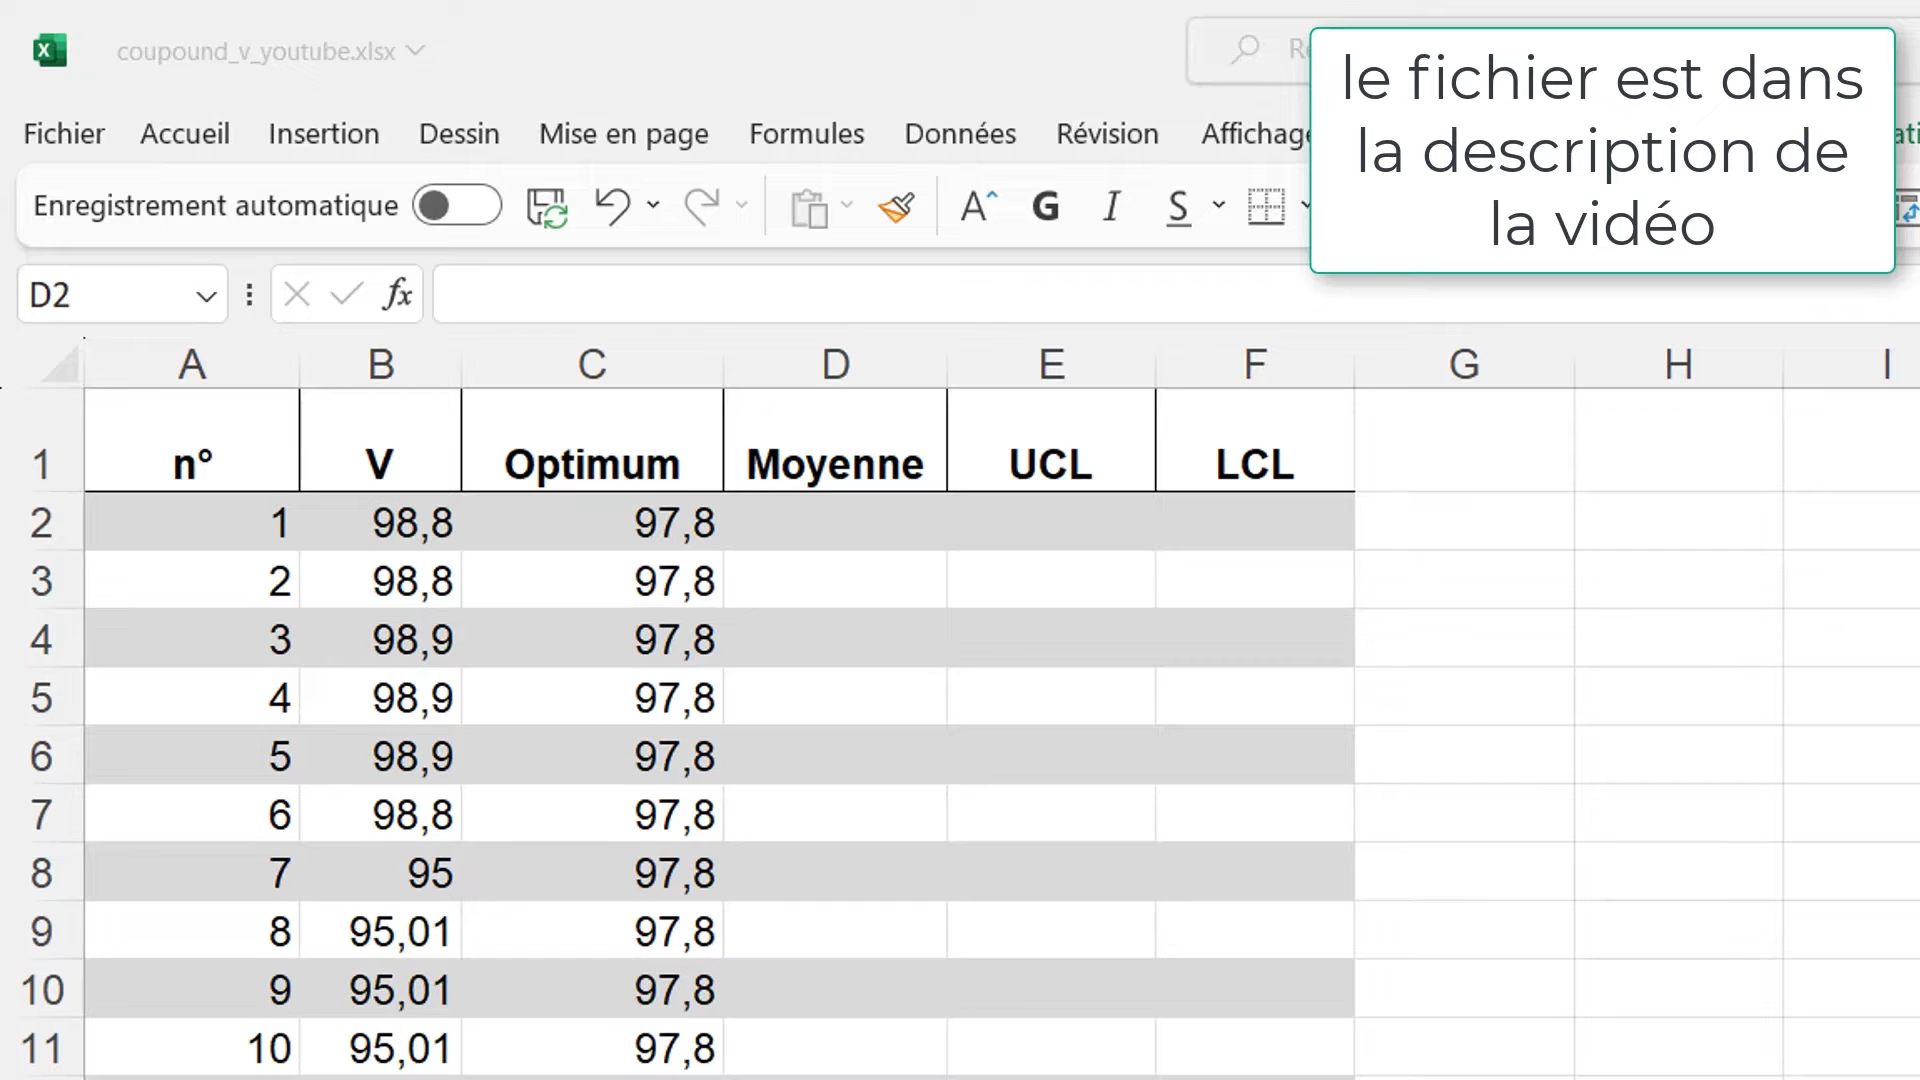 coupound_v_youtube.xlsx
le fichier est dans
la description de
la vidéo
Fichier Accueil Insertion Dessin Mise en page Formules Données Révision Affichage
Enregistrement automatique A G I S
D2 fx
A B C D E F G H I
1 n° V Optimum Moyenne UCL LCL
2 1 98,8 97,8
3 2 98,8 97,8
4 3 98,9 97,8
5 4 98,9 97,8
6 5 98,9 97,8
7 6 98,8 97,8
8 7 95 97,8
9 8 95,01 97,8
10 9 95,01 97,8
11 10 95,01 97,8